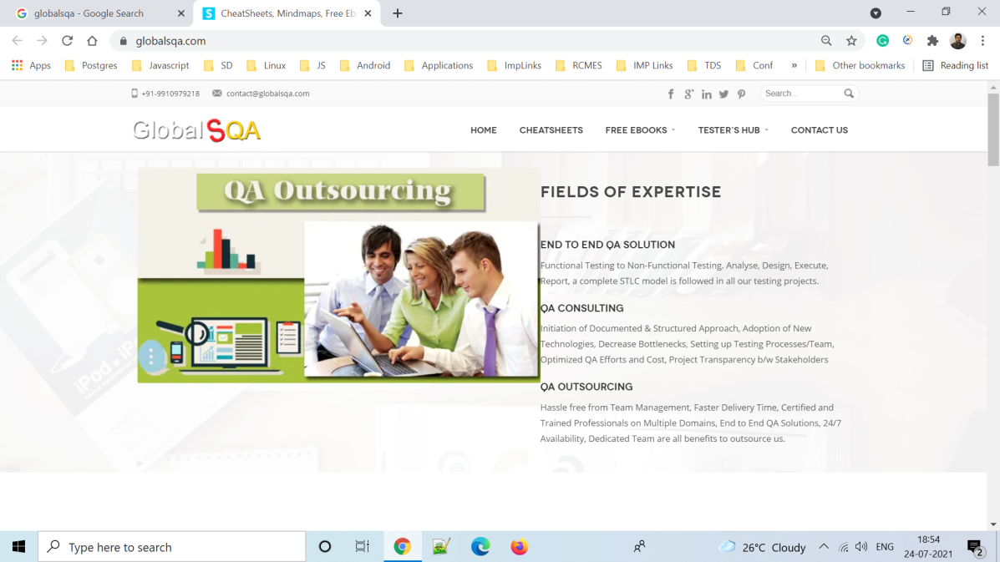 globalsqa - Google Search
CheatSheets, Mindmaps, Free Eb
globalsqa.com
Apps Postgres Javascript SD Linux JS Android Applications ImpLinks RCMES IMP Links TDS Conf » Other bookmarks Reading list
+91-9910979218 contact@globalsqa.com Search...
GlobalSQA HOME CHEATSHEETS FREE EBOOKS TESTER'S HUB CONTACT US
QA Outsourcing
iPod in iP
FIELDS OF EXPERTISE
END TO END QA SOLUTION
Functional Testing to Non-Functional Testing. Analyse, Design, Execute,
Report, a complete STLC model is followed in all our testing projects.
QA CONSULTING
Initiation of Documented & Structured Approach, Adoption of New
Technologies, Decrease Bottlenecks, Setting up Testing Processes/Team,
Optimized QA Efforts and Cost, Project Transparency b/w Stakeholders
QA OUTSOURCING
Hassle free from Team Management, Faster Delivery Time, Certified and
Trained Professionals on Multiple Domains, End to End QA Solutions, 24/7
Availability, Dedicated Team are all benefits to outsource us.
Type here to search
26°C Cloudy
ENG
18:54
24-07-2021
2